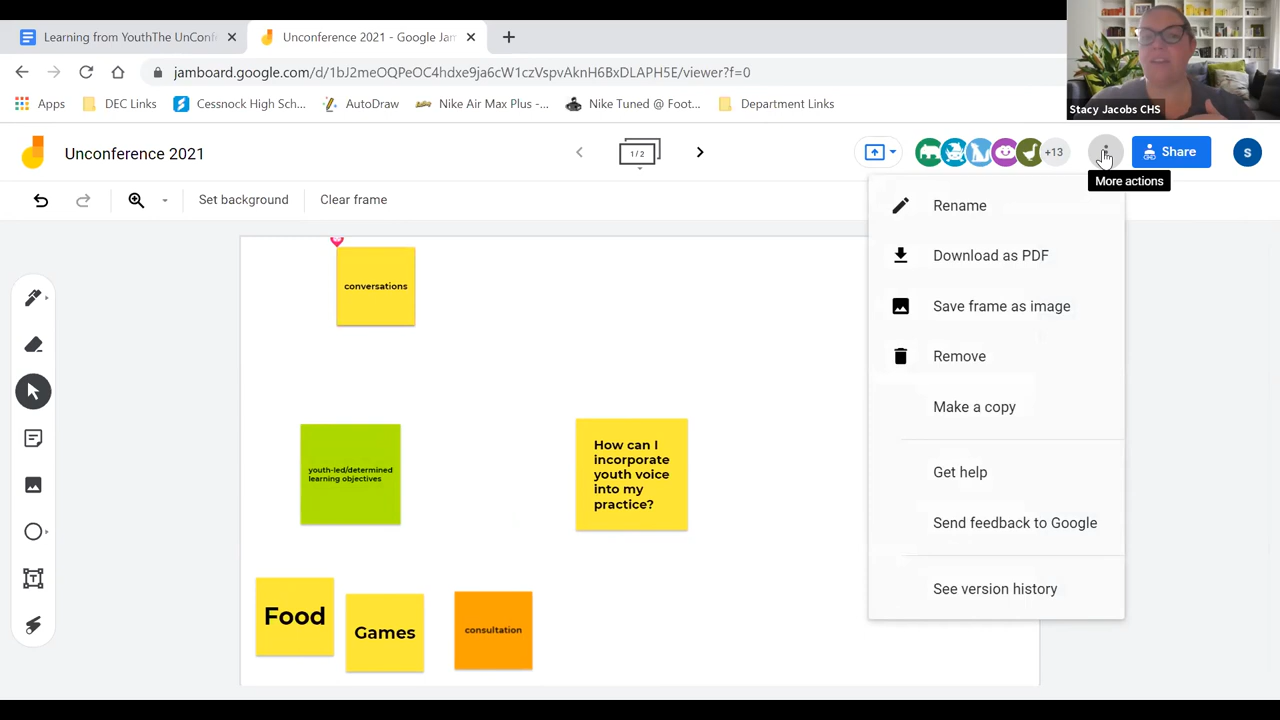 Learning from YouthThe UnConf
Unconference 2021 - Google Jam
jamboard.google.com/d/1bJ2meOQPeOC4hdxe9ja6cW1czVspvAknH6BxDLAPH5E/viewer?f=0
Apps
DEC Links
Cessnock High Sch...
AutoDraw
Nike Air Max Plus -...
Nike Tuned @ Foot...
Department Links
Stacy Jacobs CHS
Unconference 2021
1 / 2
+13
Share
s
More actions
Set background
Clear frame
Rename
Download as PDF
Save frame as image
Remove
Make a copy
Get help
Send feedback to Google
See version history
conversations
youth-led/determined
learning objectives
How can I
incorporate
youth voice
into my
practice?
Food
Games
consultation